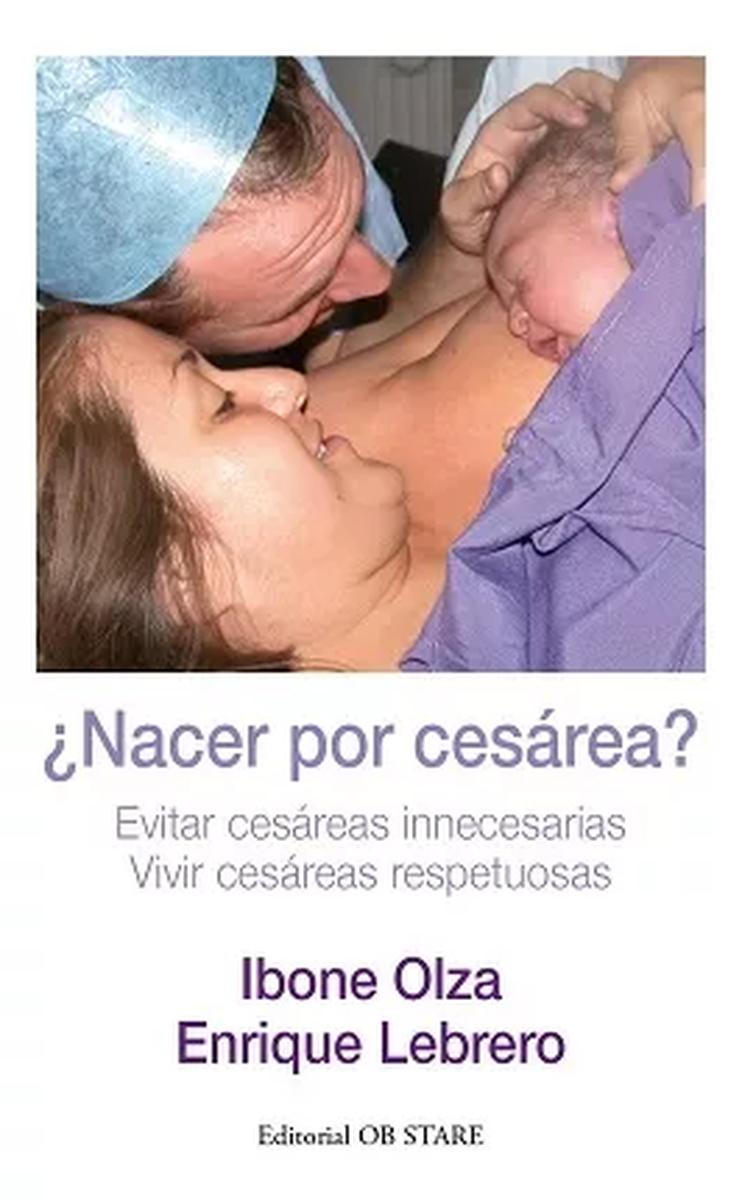 ¿Nacer por cesárea?
Evitar cesáreas innecesarias
Vivir cesáreas respetuosas
Ibone Olza
Enrique Lebrero
Editorial OB STARE